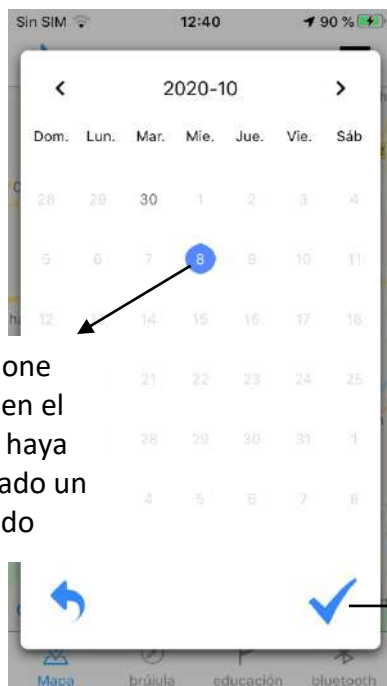 Sin SIM 12:40 90 %
2020-10
Dom. Lun. Mar. Mie. Jue. Vie. Sáb
28 29 30 1 2 3 4
5 6 7 8 9 10 11
12 13 14 15 16 17 18
21 22 23 24 25
28 29 30 31 1
4 5 6 7 8
one
en el
haya
ado un
do
Mapa brújula educación bluetooth